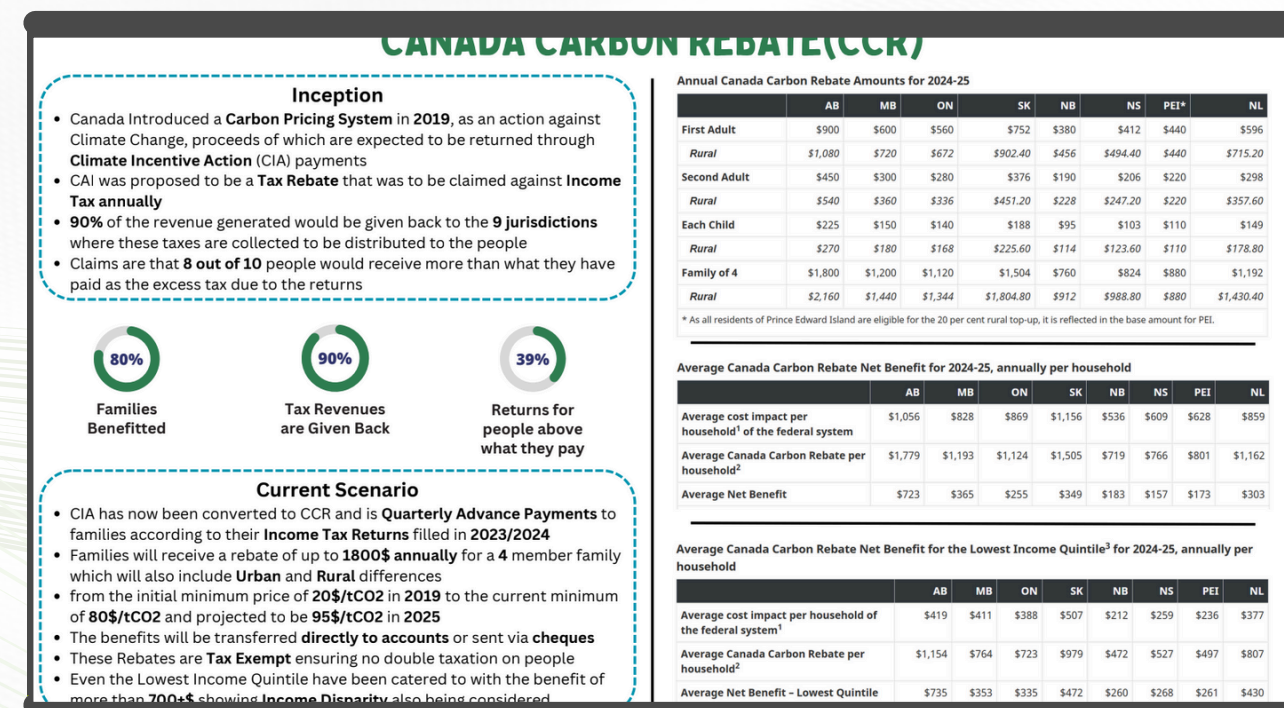 CANADA CARBON REBATE(CCR)
Inception
• Canada Introduced a Carbon Pricing System in 2019, as an action against
Climate Change, proceeds of which are expected to be returned through
Climate Incentive Action (CIA) payments
• CAI was proposed to be a Tax Rebate that was to be claimed against Income
Tax annually
• 90% of the revenue generated would be given back to the 9 jurisdictions
where these taxes are collected to be distributed to the people
• Claims are that 8 out of 10 people would receive more than what they have
paid as the excess tax due to the returns
80%
90%
39%
Families
Benefitted
Tax Revenues
are Given Back
Returns for
people above
what they pay
Current Scenario
• CIA has now been converted to CCR and is Quarterly Advance Payments to
families according to their Income Tax Returns filled in 2023/2024
• Families will receive a rebate of up to 1800$ annually for a 4 member family
which will also include Urban and Rural differences
• from the initial minimum price of 20$/tCO2 in 2019 to the current minimum
of 80$/tCO2 and projected to be 95$/tCO2 in 2025
• The benefits will be transferred directly to accounts or sent via cheques
• These Rebates are Tax Exempt ensuring no double taxation on people
• Even the Lowest Income Quintile have been catered to with the benefit of
more than 700+$ showing Income Disparity also being considered
Annual Canada Carbon Rebate Amounts for 2024-25
AB MB ON SK NB NS PEI* NL
First Adult $900 $600 $560 $752 $380 $412 $440 $596
Rural $1,080 $720 $672 $902.40 $456 $494.40 $440 $715.20
Second Adult $450 $300 $280 $376 $190 $206 $220 $298
Rural $540 $360 $336 $451.20 $228 $247.20 $220 $357.60
Each Child $225 $150 $140 $188 $95 $103 $110 $149
Rural $270 $180 $168 $225.60 $114 $123.60 $110 $178.80
Family of 4 $1,800 $1,200 $1,120 $1,504 $760 $824 $880 $1,192
Rural $2,160 $1,440 $1,344 $1,804.80 $912 $988.80 $880 $1,430.40
* As all residents of Prince Edward Island are eligible for the 20 per cent rural top-up, it is reflected in the base amount for PEI.
Average Canada Carbon Rebate Net Benefit for 2024-25, annually per household
AB MB ON SK NB NS PEI NL
Average cost impact per $1,056 $828 $869 $1,156 $536 $609 $628 $859
household¹ of the federal system
Average Canada Carbon Rebate per $1,779 $1,193 $1,124 $1,505 $719 $766 $801 $1,162
household²
Average Net Benefit $723 $365 $255 $349 $183 $157 $173 $303
Average Canada Carbon Rebate Net Benefit for the Lowest Income Quintile³ for 2024-25, annually per
household
AB MB ON SK NB NS PEI NL
Average cost impact per household of $419 $411 $388 $507 $212 $259 $236 $377
the federal system¹
Average Canada Carbon Rebate per $1,154 $764 $723 $979 $472 $527 $497 $807
household²
Average Net Benefit – Lowest Quintile $735 $353 $335 $472 $260 $268 $261 $430